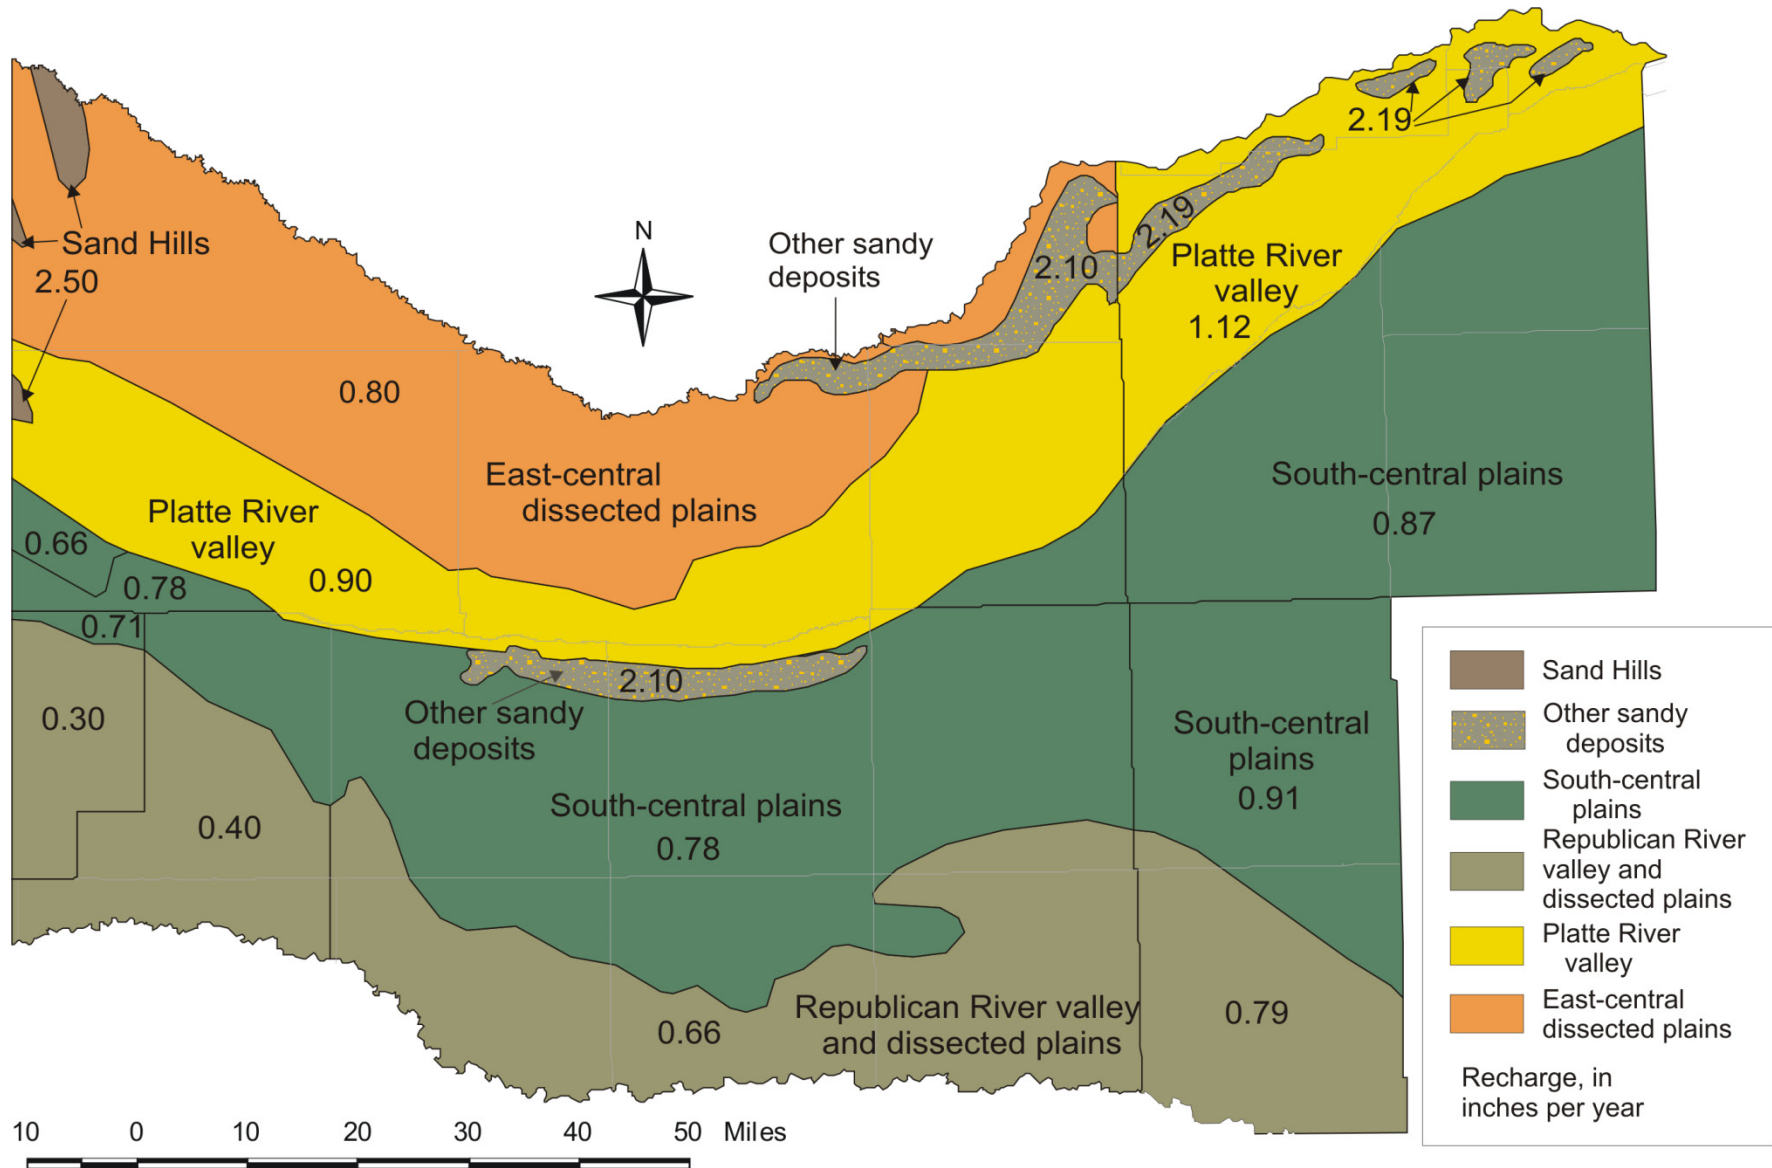 2.19
N
Other sandy
deposits
2.19
Sand Hills
2.50
2.10
Platte River
valley
1.12
0.80
East-central
dissected plains
South-central plains
0.87
Platte River
valley
0.66
0.78
0.90
0.71
2.10
Other sandy
deposits
0.30
South-central
plains
0.91
0.40
South-central plains
0.78
Republican River valley
and dissected plains
0.66
0.79
Sand Hills
Other sandy
deposits
South-central
plains
Republican River
valley and
dissected plains
Platte River
valley
East-central
dissected plains
Recharge, in
inches per year
10 0 10 20 30 40 50 Miles